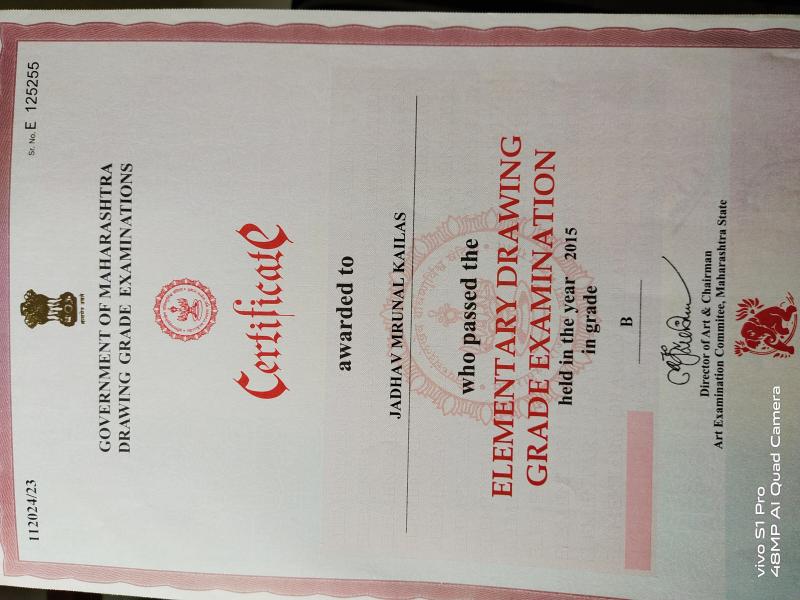 112024/23
Sr. No. E 125255
GOVERNMENT OF MAHARASHTRA
DRAWING GRADE EXAMINATIONS
Certificate
awarded to
JADHAV MRUNAL KAILAS
who passed the
ELEMENTARY DRAWING
GRADE EXAMINATION
held in the year 2015
in grade
B
Director of Art & Chairman
Art Examination Committee, Maharashtra State
vivo S1 Pro
48MP AI Quad Camera